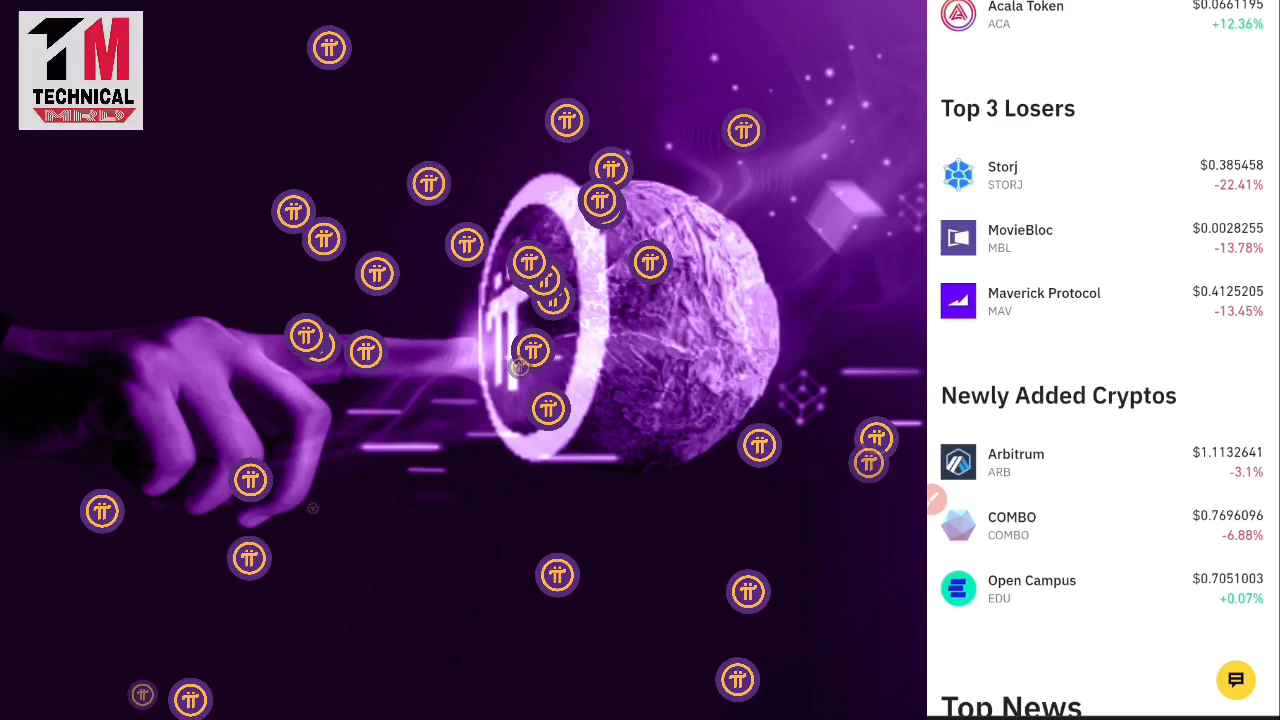 TM
TECHNICAL
MRD
Acala Token
$0.0661195
ACA
+12.36%
Top 3 Losers
Storj
$0.385458
STORJ
-22.41%
MovieBloc
$0.0028255
MBL
-13.78%
Maverick Protocol
$0.4125205
MAV
-13.45%
Newly Added Cryptos
Arbitrum
$1.1132641
ARB
-3.1%
COMBO
$0.7696096
COMBO
-6.88%
Open Campus
$0.7051003
EDU
+0.07%
Top News